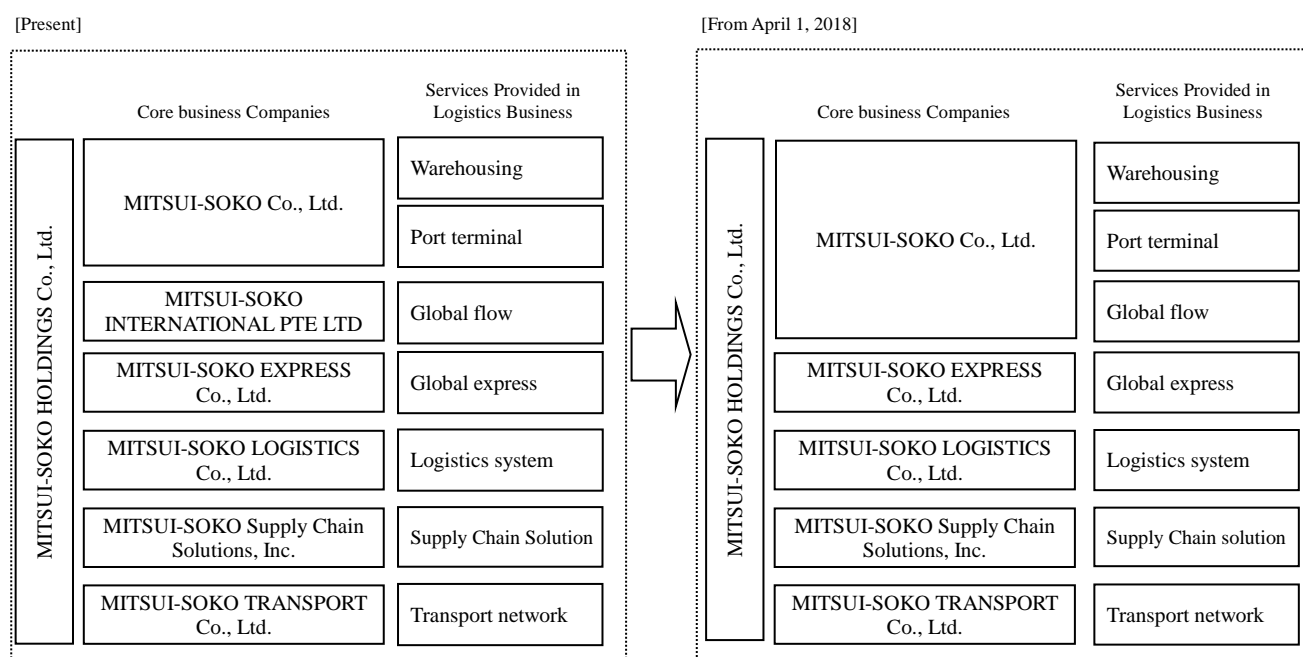 [Present]
Core business Companies
Services Provided in
Logistics Business
MITSUI-SOKO HOLDINGS Co., Ltd.
MITSUI-SOKO Co., Ltd.
Warehousing
Port terminal
MITSUI-SOKO
INTERNATIONAL PTE LTD
Global flow
MITSUI-SOKO EXPRESS
Co., Ltd.
Global express
MITSUI-SOKO LOGISTICS
Co., Ltd.
Logistics system
MITSUI-SOKO Supply Chain
Solutions, Inc.
Supply Chain Solution
MITSUI-SOKO TRANSPORT
Co., Ltd.
Transport network
[From April 1, 2018]
Core business Companies
Services Provided in
Logistics Business
MITSUI-SOKO HOLDINGS Co., Ltd.
MITSUI-SOKO Co., Ltd.
Warehousing
Port terminal
Global flow
MITSUI-SOKO EXPRESS
Co., Ltd.
Global express
MITSUI-SOKO LOGISTICS
Co., Ltd.
Logistics system
MITSUI-SOKO Supply Chain
Solutions, Inc.
Supply Chain solution
MITSUI-SOKO TRANSPORT
Co., Ltd.
Transport network